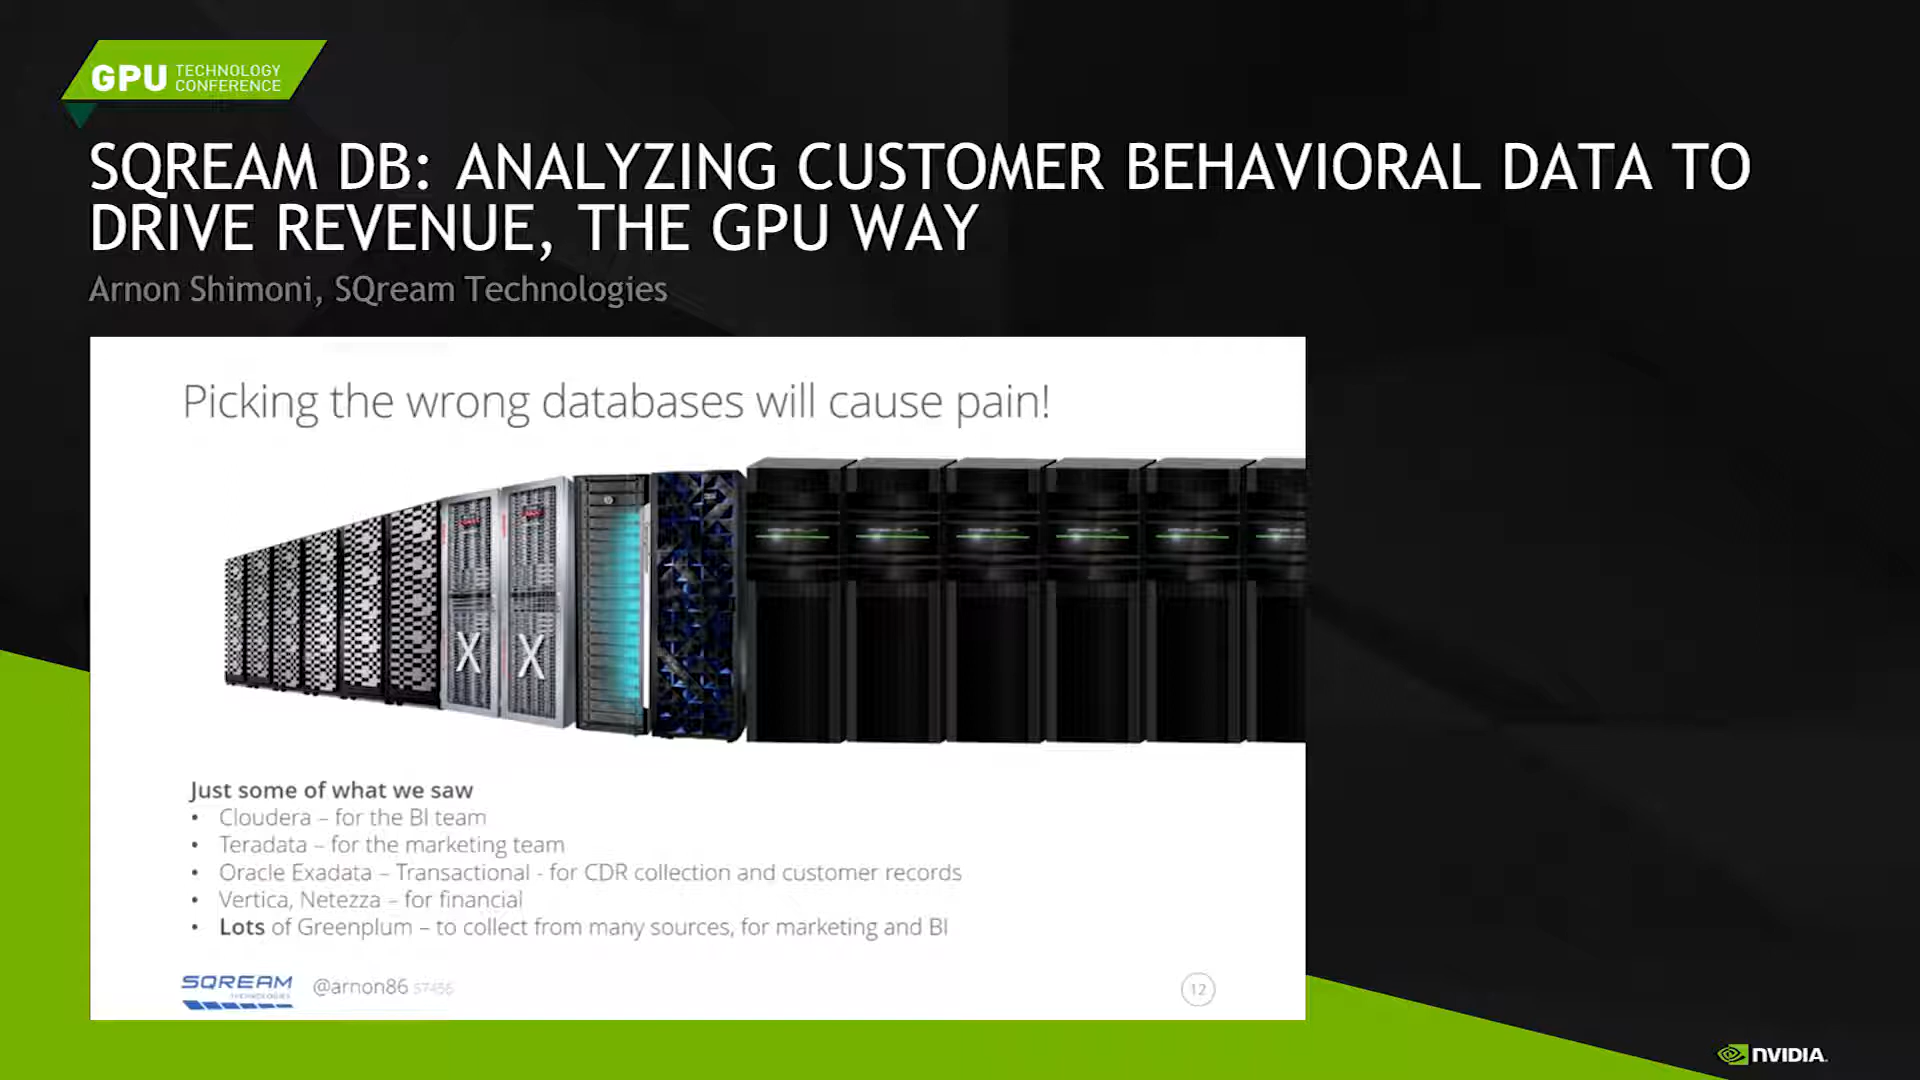 GPU TECHNOLOGY
CONFERENCE
SQREAM DB: ANALYZING CUSTOMER BEHAVIORAL DATA TO
DRIVE REVENUE, THE GPU WAY
Arnon Shimoni, SQream Technologies
Picking the wrong databases will cause pain!
X X
Just some of what we saw
• Cloudera – for the BI team
• Teradata – for the marketing team
• Oracle Exadata – Transactional - for CDR collection and customer records
• Vertica, Netezza – for financial
• Lots of Greenplum – to collect from many sources, for marketing and BI
SQREAM
TECHNOLOGIES
@arnon86 S7456
12
NVIDIA.